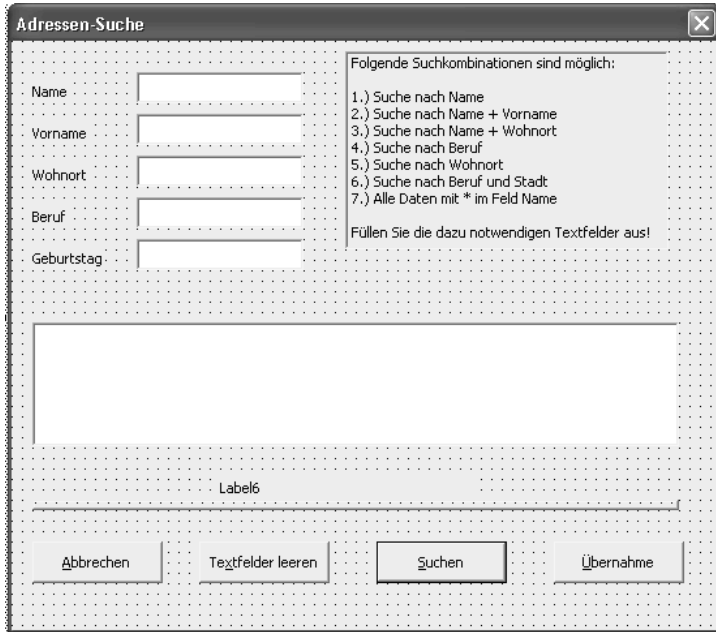 Adressen-Suche
Name
Vorname
Wohnort
Beruf
Geburtstag
Folgende Suchkombinationen sind möglich:
1.) Suche nach Name
2.) Suche nach Name + Vorname
3.) Suche nach Name + Wohnort
4.) Suche nach Beruf
5.) Suche nach Wohnort
6.) Suche nach Beruf und Stadt
7.) Alle Daten mit * im Feld Name
Füllen Sie die dazu notwendigen Textfelder aus!
Label6
Abbrechen
Textfelder leeren
Suchen
Übernahme